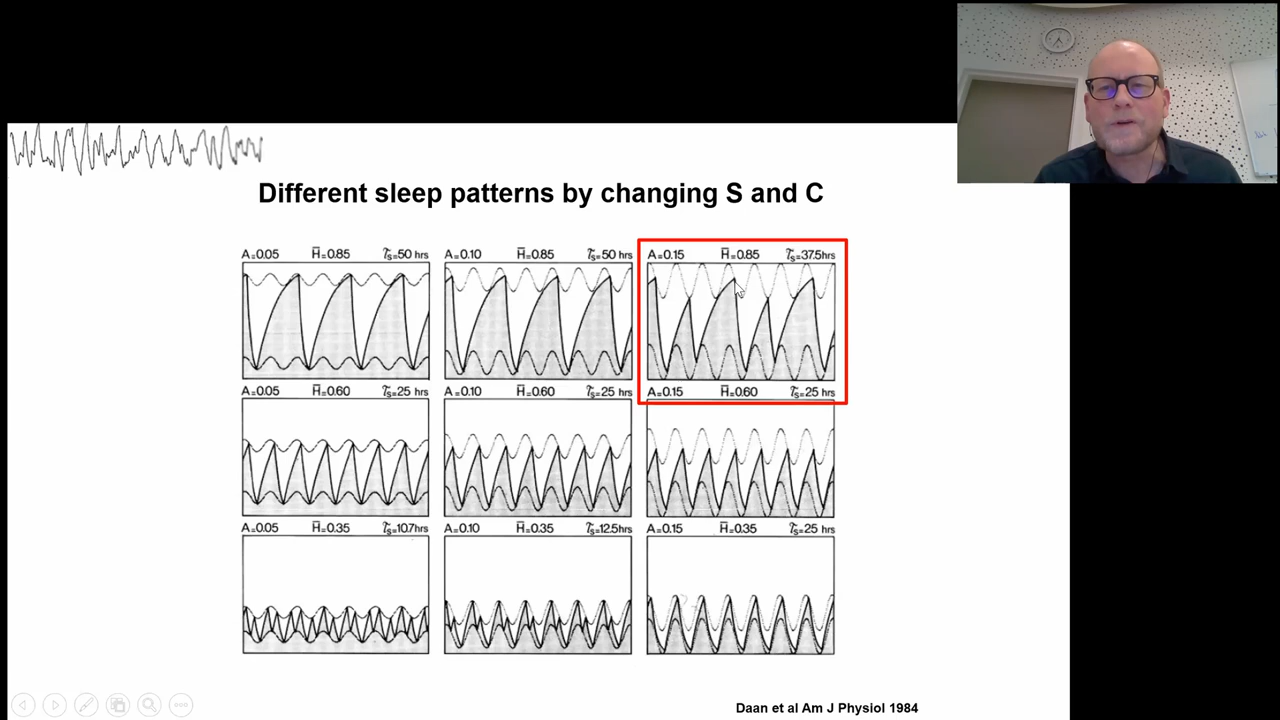 Different sleep patterns by changing S and C
A=0.05 H̅=0.85 τs=50 hrs
A=0.10 H̅=0.85 τs=50 hrs
A=0.15 H̅=0.85 τs=37.5hrs
A=0.05 H̅=0.60 τs=25 hrs
A=0.10 H̅=0.60 τs=25 hrs
A=0.15 H̅=0.60 τs=25 hrs
A=0.05 H̅=0.35 τs=10.7hrs
A=0.10 H̅=0.35 τs=12.5hrs
A=0.15 H̅=0.35 τs=25 hrs
Daan et al Am J Physiol 1984